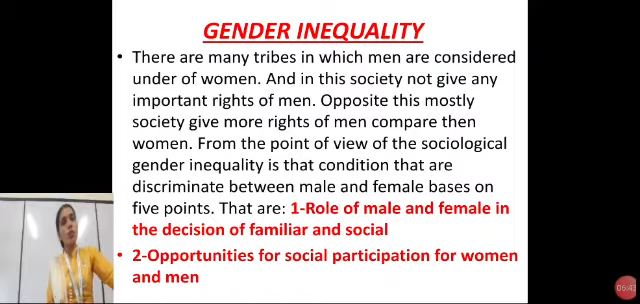 GENDER INEQUALITY
• There are many tribes in which men are considered
under of women. And in this society not give any
important rights of men. Opposite this mostly
society give more rights of men compare then
women. From the point of view of the sociological
gender inequality is that condition that are
discriminate between male and female bases on
five points. That are: 1-Role of male and female in
the decision of familiar and social
• 2-Opportunities for social participation for women
and men
05:43